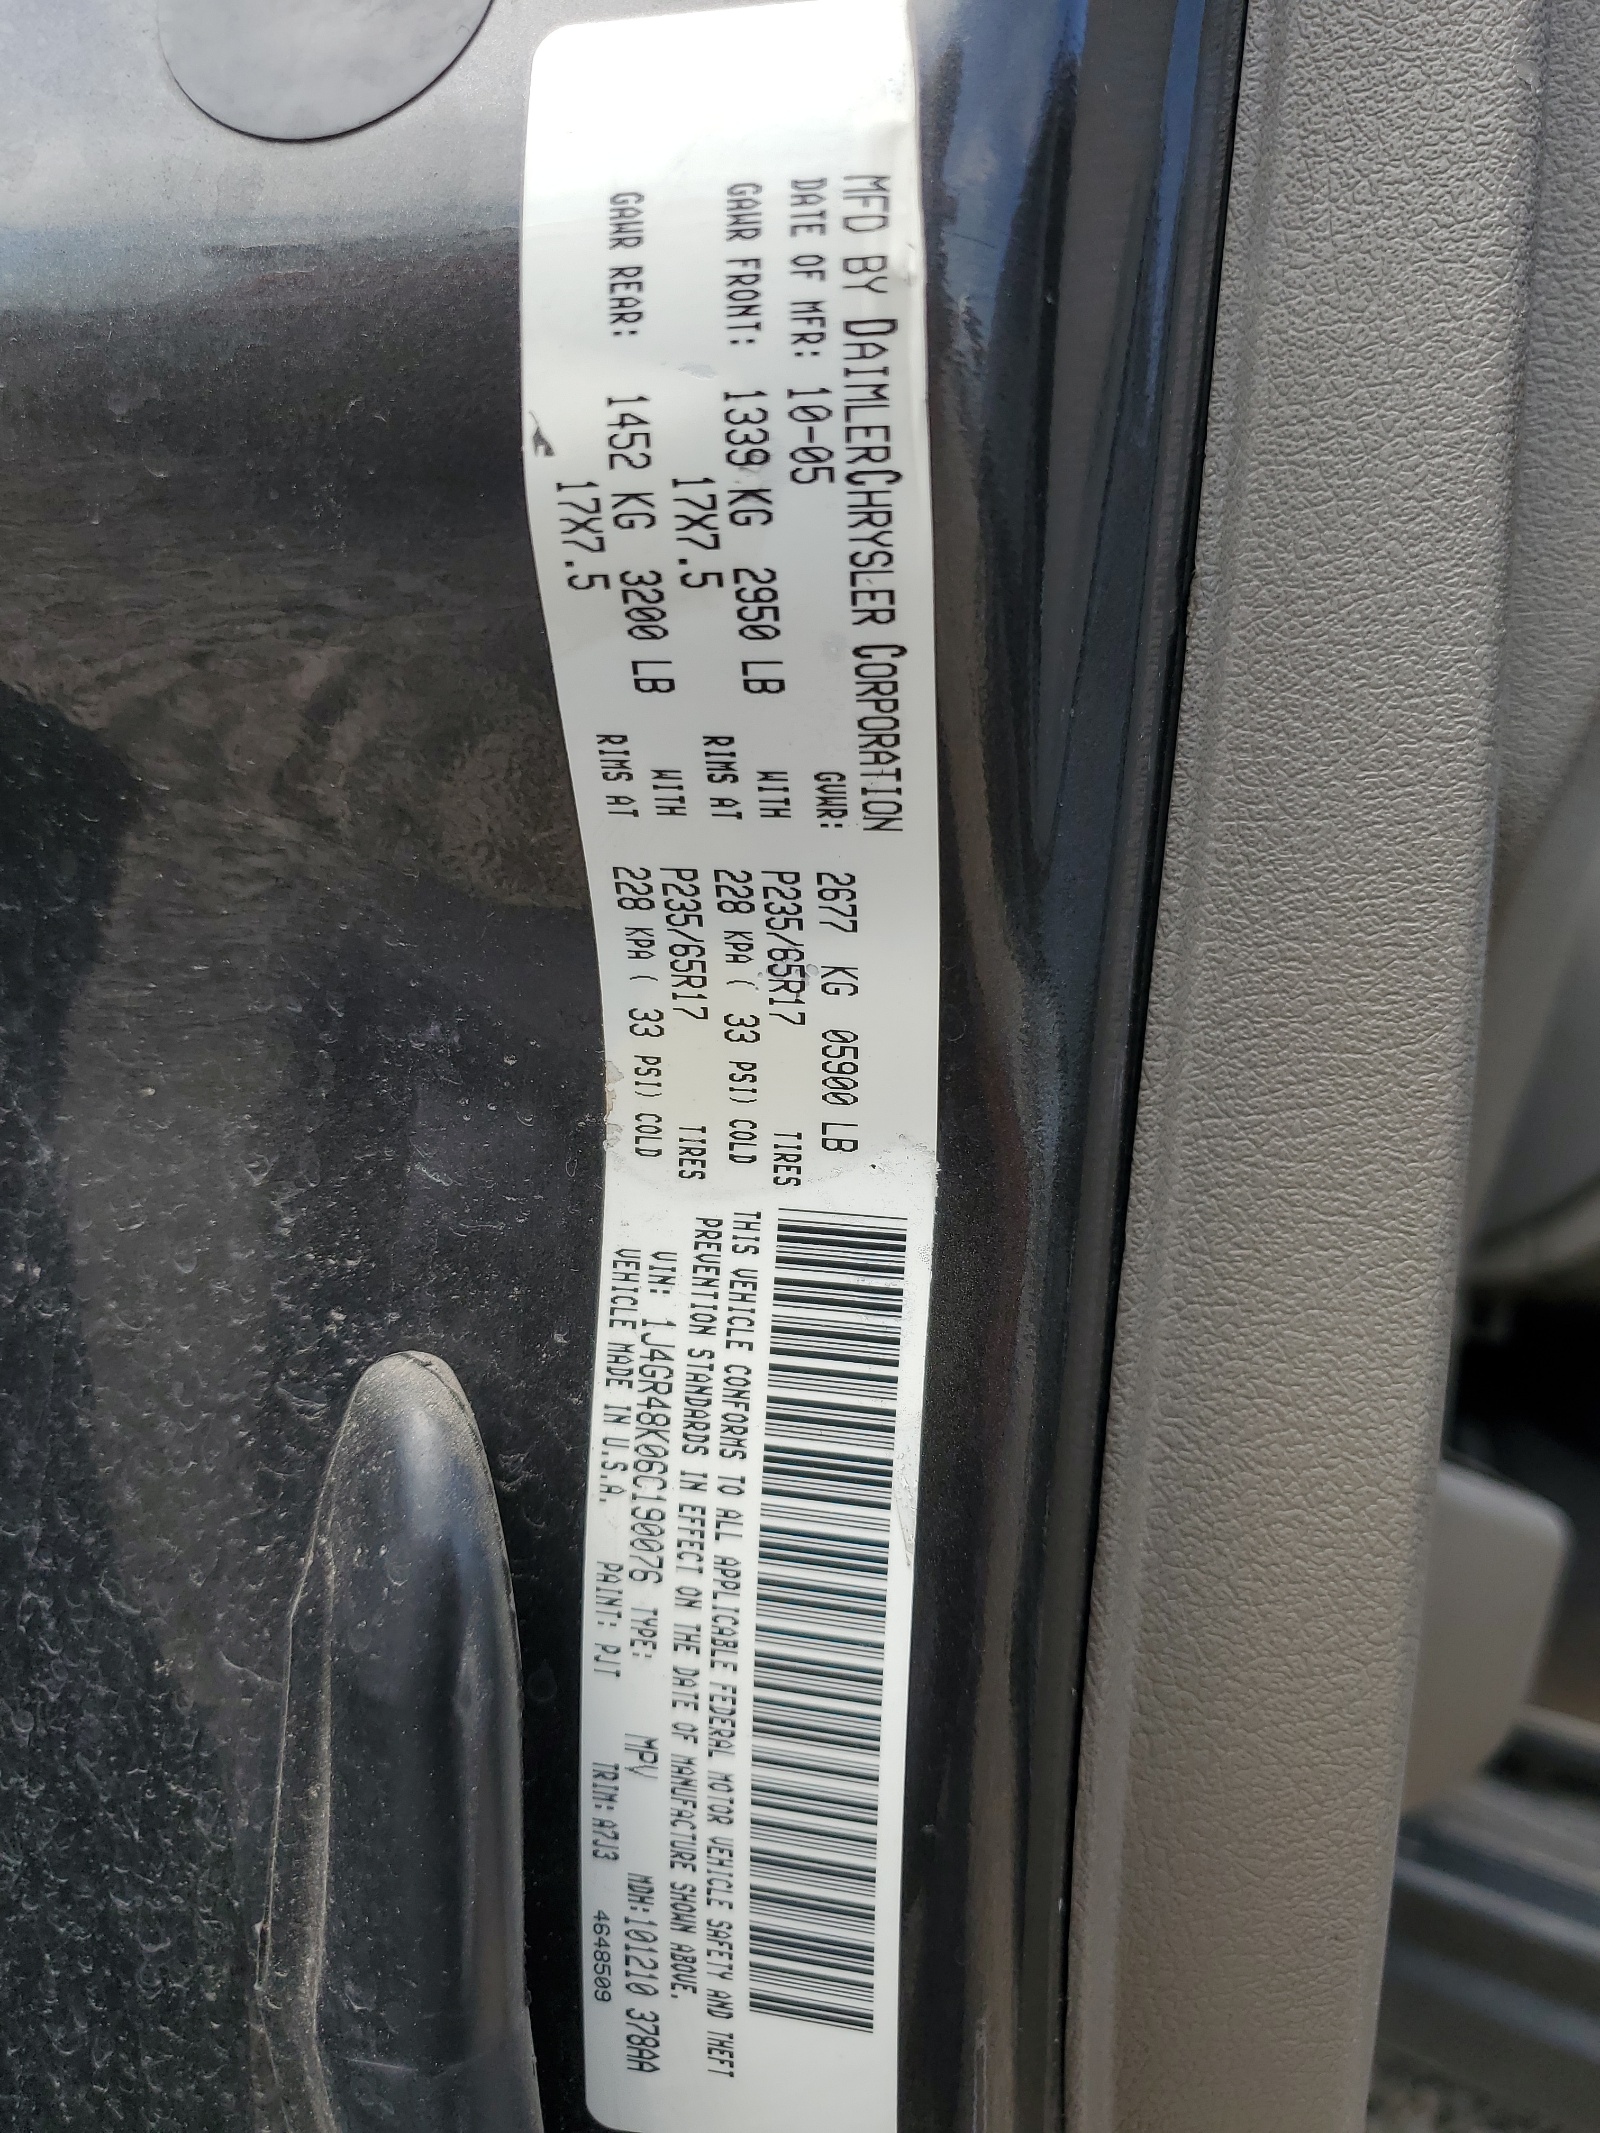 MFD BY DAIMLERCHRYSLER CORPORATION
DATE OF MFR: 10-05 GVWR: 2677 KG 05900 LB
GAWR FRONT: 1339 KG 2950 LB WITH P235/65R17 TIRES
17X7.5 RIMS AT 228 KPA ( 33 PSI) COLD
GAWR REAR: 1452 KG 3200 LB WITH P235/65R17 TIRES
17X7.5 RIMS AT 228 KPA ( 33 PSI) COLD
THIS VEHICLE CONFORMS TO ALL APPLICABLE FEDERAL MOTOR VEHICLE SAFETY AND THEFT
PREVENTION STANDARDS IN EFFECT ON THE DATE OF MANUFACTURE SHOWN ABOVE.
VIN: 1J4GR48K06C190076 TYPE: MPV MDH:101210 378AA
VEHICLE MADE IN U.S.A. PAINT: PJT TRIM: A7J3 4648509